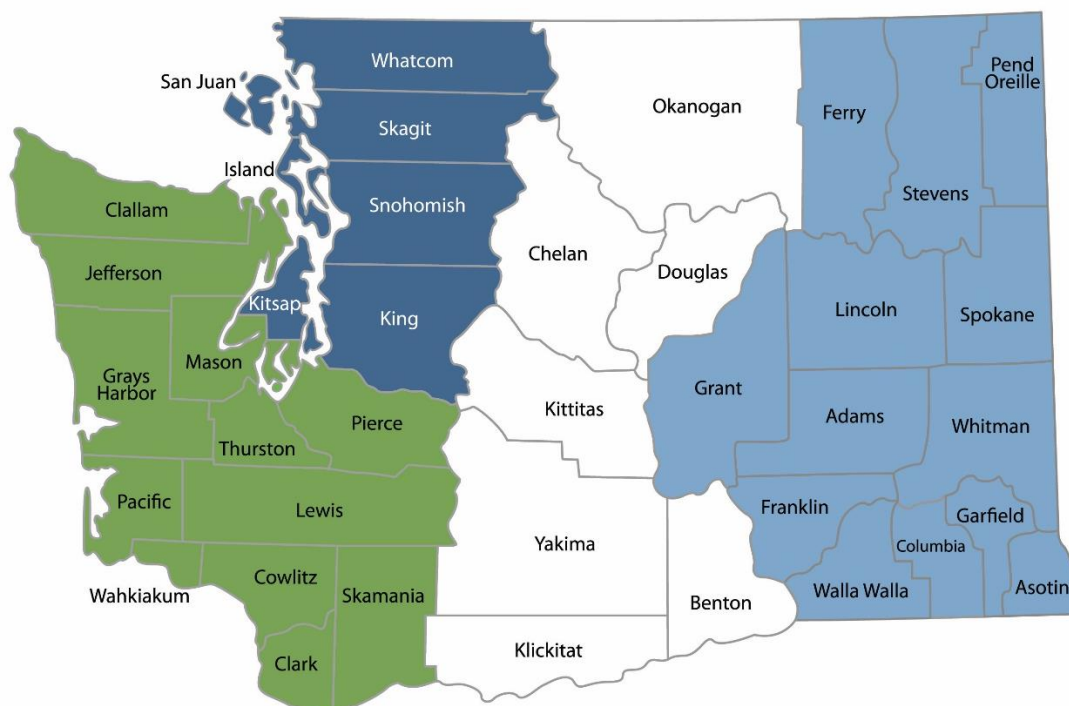 Whatcom
San Juan
Pend
Oreille
Okanogan
Ferry
Skagit
Island
Stevens
Snohomish
Clallam
Chelan
Douglas
Jefferson
Kitsap
King
Lincoln
Spokane
Mason
Grays
Harbor
Kittitas
Grant
Adams
Whitman
Pierce
Thurston
Pacific
Lewis
Franklin
Garfield
Yakima
Columbia
Wahkiakum
Cowlitz
Skamania
Walla Walla
Asotin
Benton
Klickitat
Clark